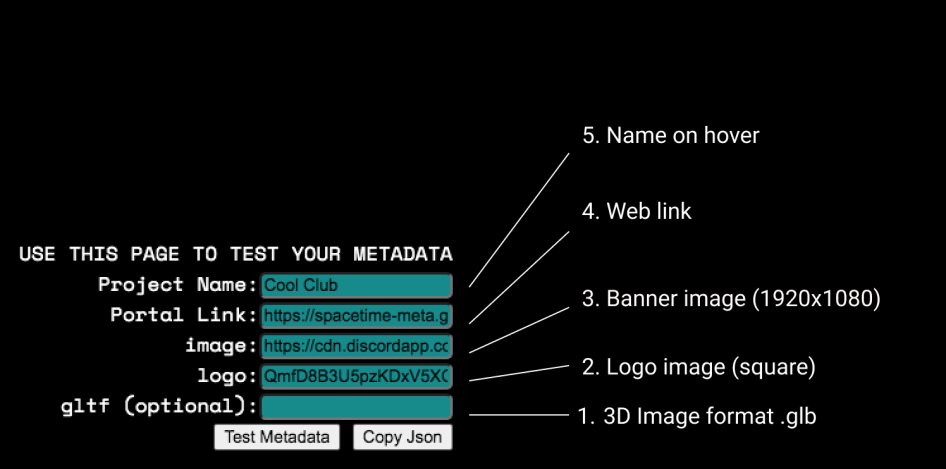 5. Name on hover
4. Web link
USE THIS PAGE TO TEST YOUR METADATA
Project Name: Cool Club
Portal Link: https://spacetime-meta.g
3. Banner image (1920x1080)
image: https://cdn.discordapp.cc
logo: QmfD8B3U5pzKDxV5X
2. Logo image (square)
gltf (optional):
1. 3D Image format .glb
Test Metadata Copy Json